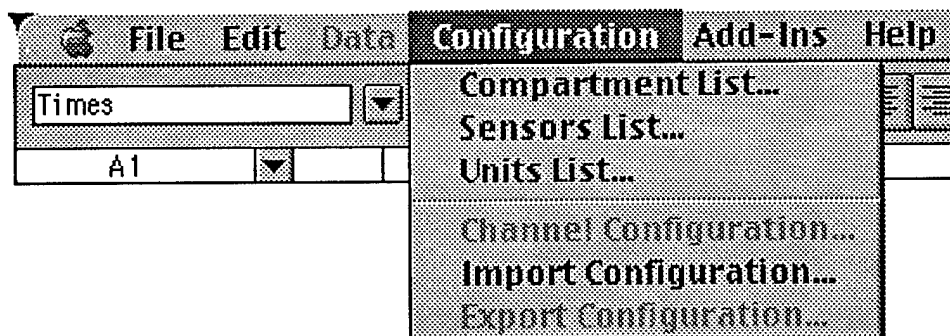 File Edit Data Configuration Add-Ins Help
Times
A1
Compartment List...
Sensors List...
Units List...
Channel Configuration...
Import Configuration...
Export Configuration...